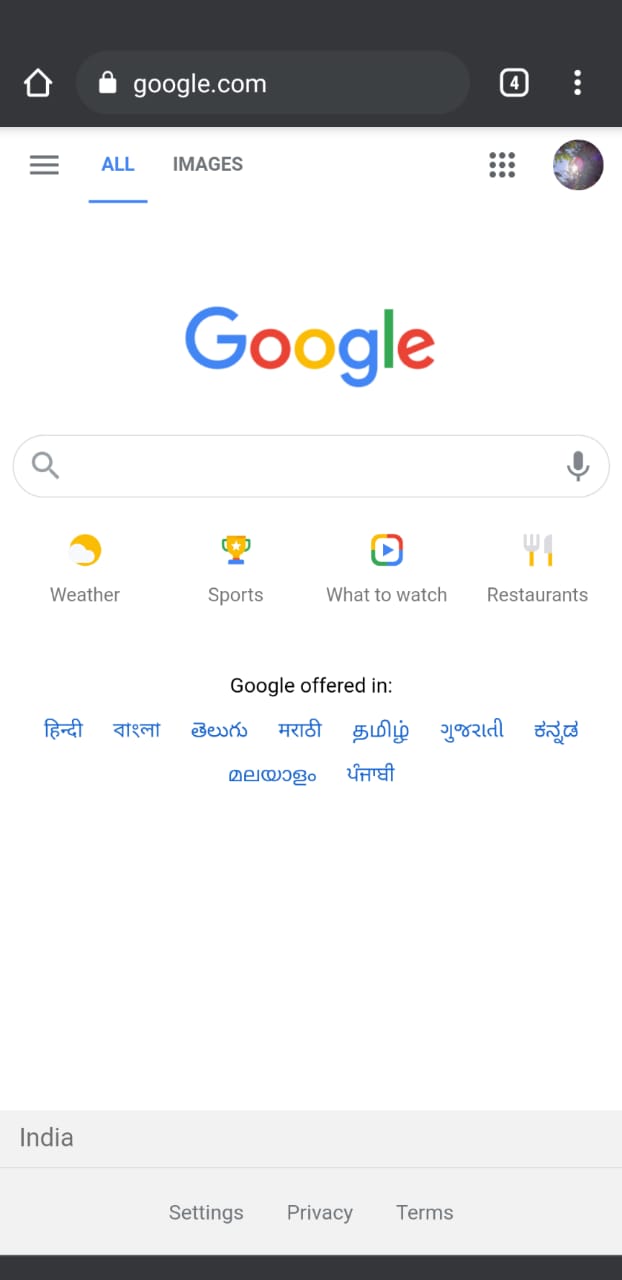 google.com 4
ALL IMAGES
Google
Weather Sports What to watch Restaurants
Google offered in:
हिन्दी বাংলা తెలుగు मराठी தமிழ் ગુજરાતી ಕನ್ನಡ
മലയാളം ਪੰਜਾਬੀ
India
Settings Privacy Terms